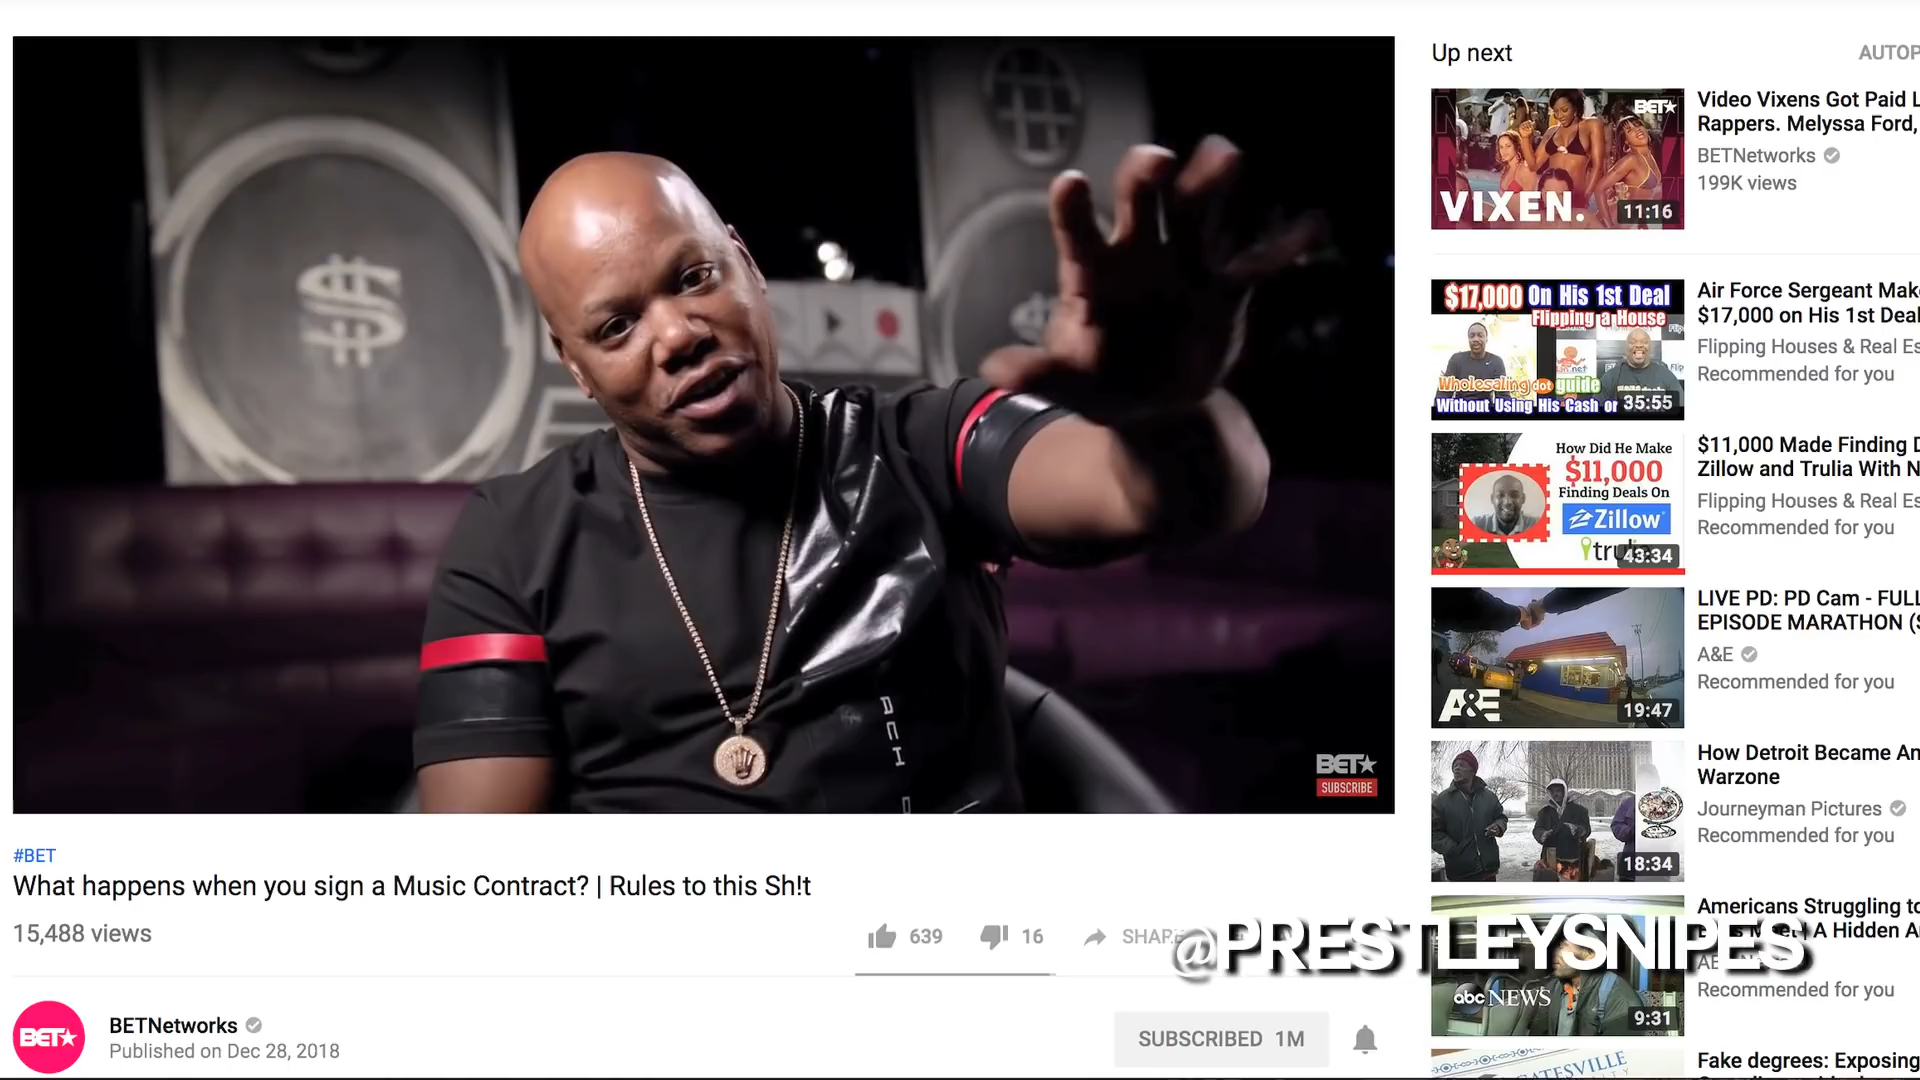 Up next
AUTOP
$
BET
SUBSCRIBE
#BET
What happens when you sign a Music Contract? | Rules to this Sh!t
15,488 views
639
16
SHARE
@PRESTLEYSNIPES
BET
BETNetworks
Published on Dec 28, 2018
SUBSCRIBED 1M
BET
VIXEN.
11:16
Video Vixens Got Paid L
Rappers. Melyssa Ford,
BETNetworks
199K views
$17,000 On His 1st Deal
Flipping a House
Wholesaling dot guide
Without Using His Cash or
35:55
Air Force Sergeant Make
$17,000 on His 1st Deal
Flipping Houses & Real Es
Recommended for you
How Did He Make
$11,000
Finding Deals On
Zillow
trulia
43:34
$11,000 Made Finding D
Zillow and Trulia With N
Flipping Houses & Real Es
Recommended for you
A&E
19:47
LIVE PD: PD Cam - FULL
EPISODE MARATHON (S
A&E
Recommended for you
18:34
How Detroit Became An
Warzone
Journeyman Pictures
Recommended for you
abc NEWS
9:31
Americans Struggling to
A Hidden A
Recommended for you
Fake degrees: Exposing